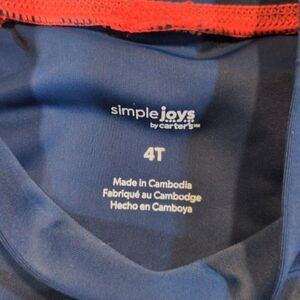 simple joys
by carter's
4T
Made in Cambodia
Fabriqué au Cambodge
Hecho en Camboya